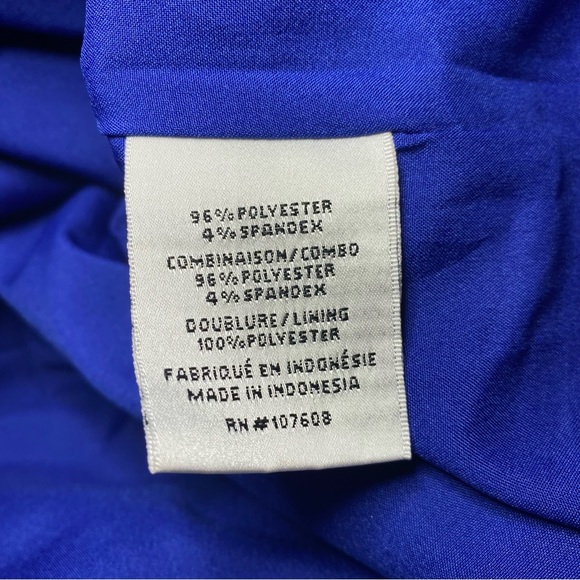 96% POLYESTER
4% SPANDEX
COMBINAISON/COMBO
96% POLYESTER
4% SPANDEX
DOUBLURE/LINING
100% POLYESTER
FABRIQUÉ EN INDONÉSIE
MADE IN INDONESIA
RN#107608